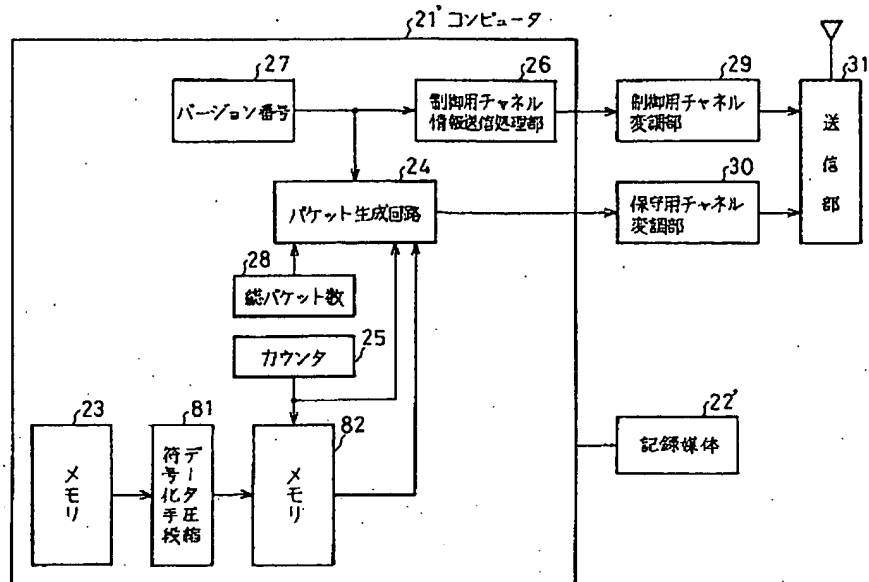 21' コンピュータ
27
バージョン番号
26
制御用チャネル
情報送信処理部
29
制御用チャネル
変調部
31
送信部
24
パケット生成回路
30
保守用チャネル
変調部
28
総パケット数
25
カウンタ
23
メモリ
81
データ圧縮
符号化手段
82
メモリ
22'
記録媒体